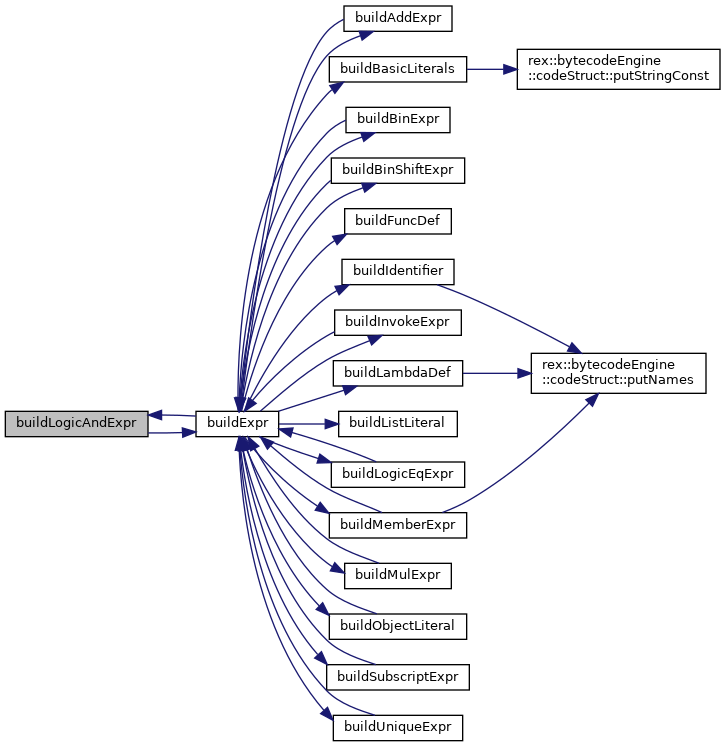 buildAddExpr
buildBasicLiterals
rex::bytecodeEngine
::codeStruct::putStringConst
buildBinExpr
buildBinShiftExpr
buildFuncDef
buildIdentifier
buildInvokeExpr
buildLambdaDef
rex::bytecodeEngine
::codeStruct::putNames
buildLogicAndExpr
buildExpr
buildListLiteral
buildLogicEqExpr
buildMemberExpr
buildMulExpr
buildObjectLiteral
buildSubscriptExpr
buildUniqueExpr